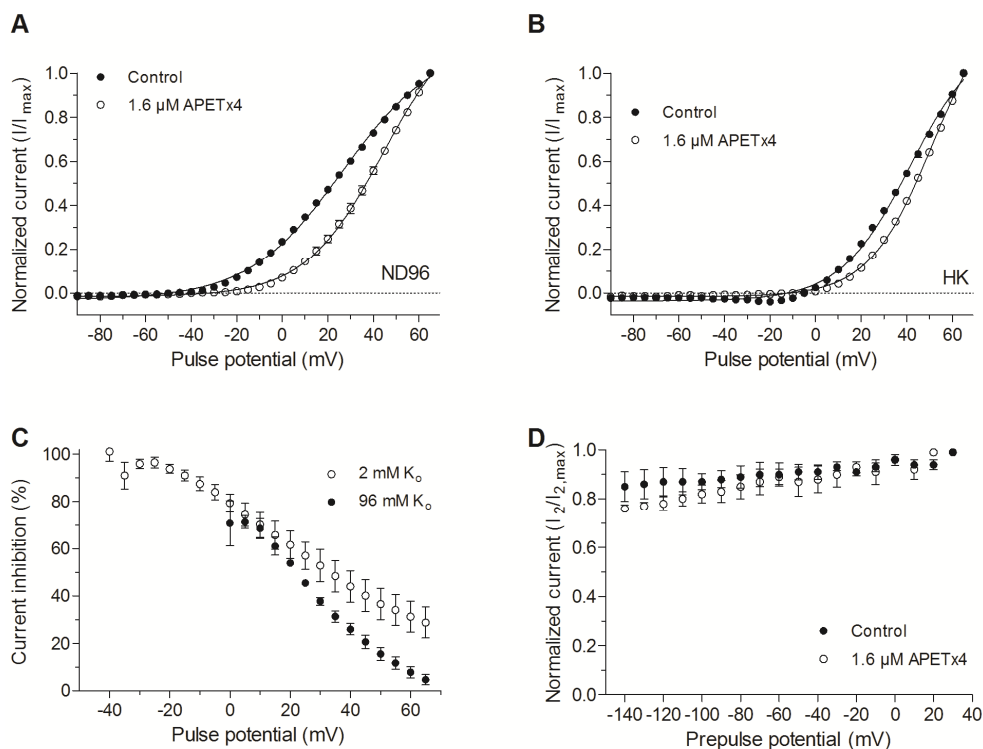 A
Normalized current (I/Imax)
1.0
0.8
0.6
0.4
0.2
0.0
Control
1.6 µM APETx4
ND96
-80 -60 -40 -20 0 20 40 60
Pulse potential (mV)
B
Normalized current (I/Imax)
1.0
0.8
0.6
0.4
0.2
0.0
Control
1.6 µM APETx4
HK
-80 -60 -40 -20 0 20 40 60
Pulse potential (mV)
C
Current inhibition (%)
100
80
60
40
20
0
2 mM Ko
96 mM Ko
-40 -20 0 20 40 60
Pulse potential (mV)
D
Normalized current (I2/I2,max)
1.0
0.8
0.6
0.4
0.2
0.0
Control
1.6 µM APETx4
-140 -120 -100 -80 -60 -40 -20 0 20 40
Prepulse potential (mV)